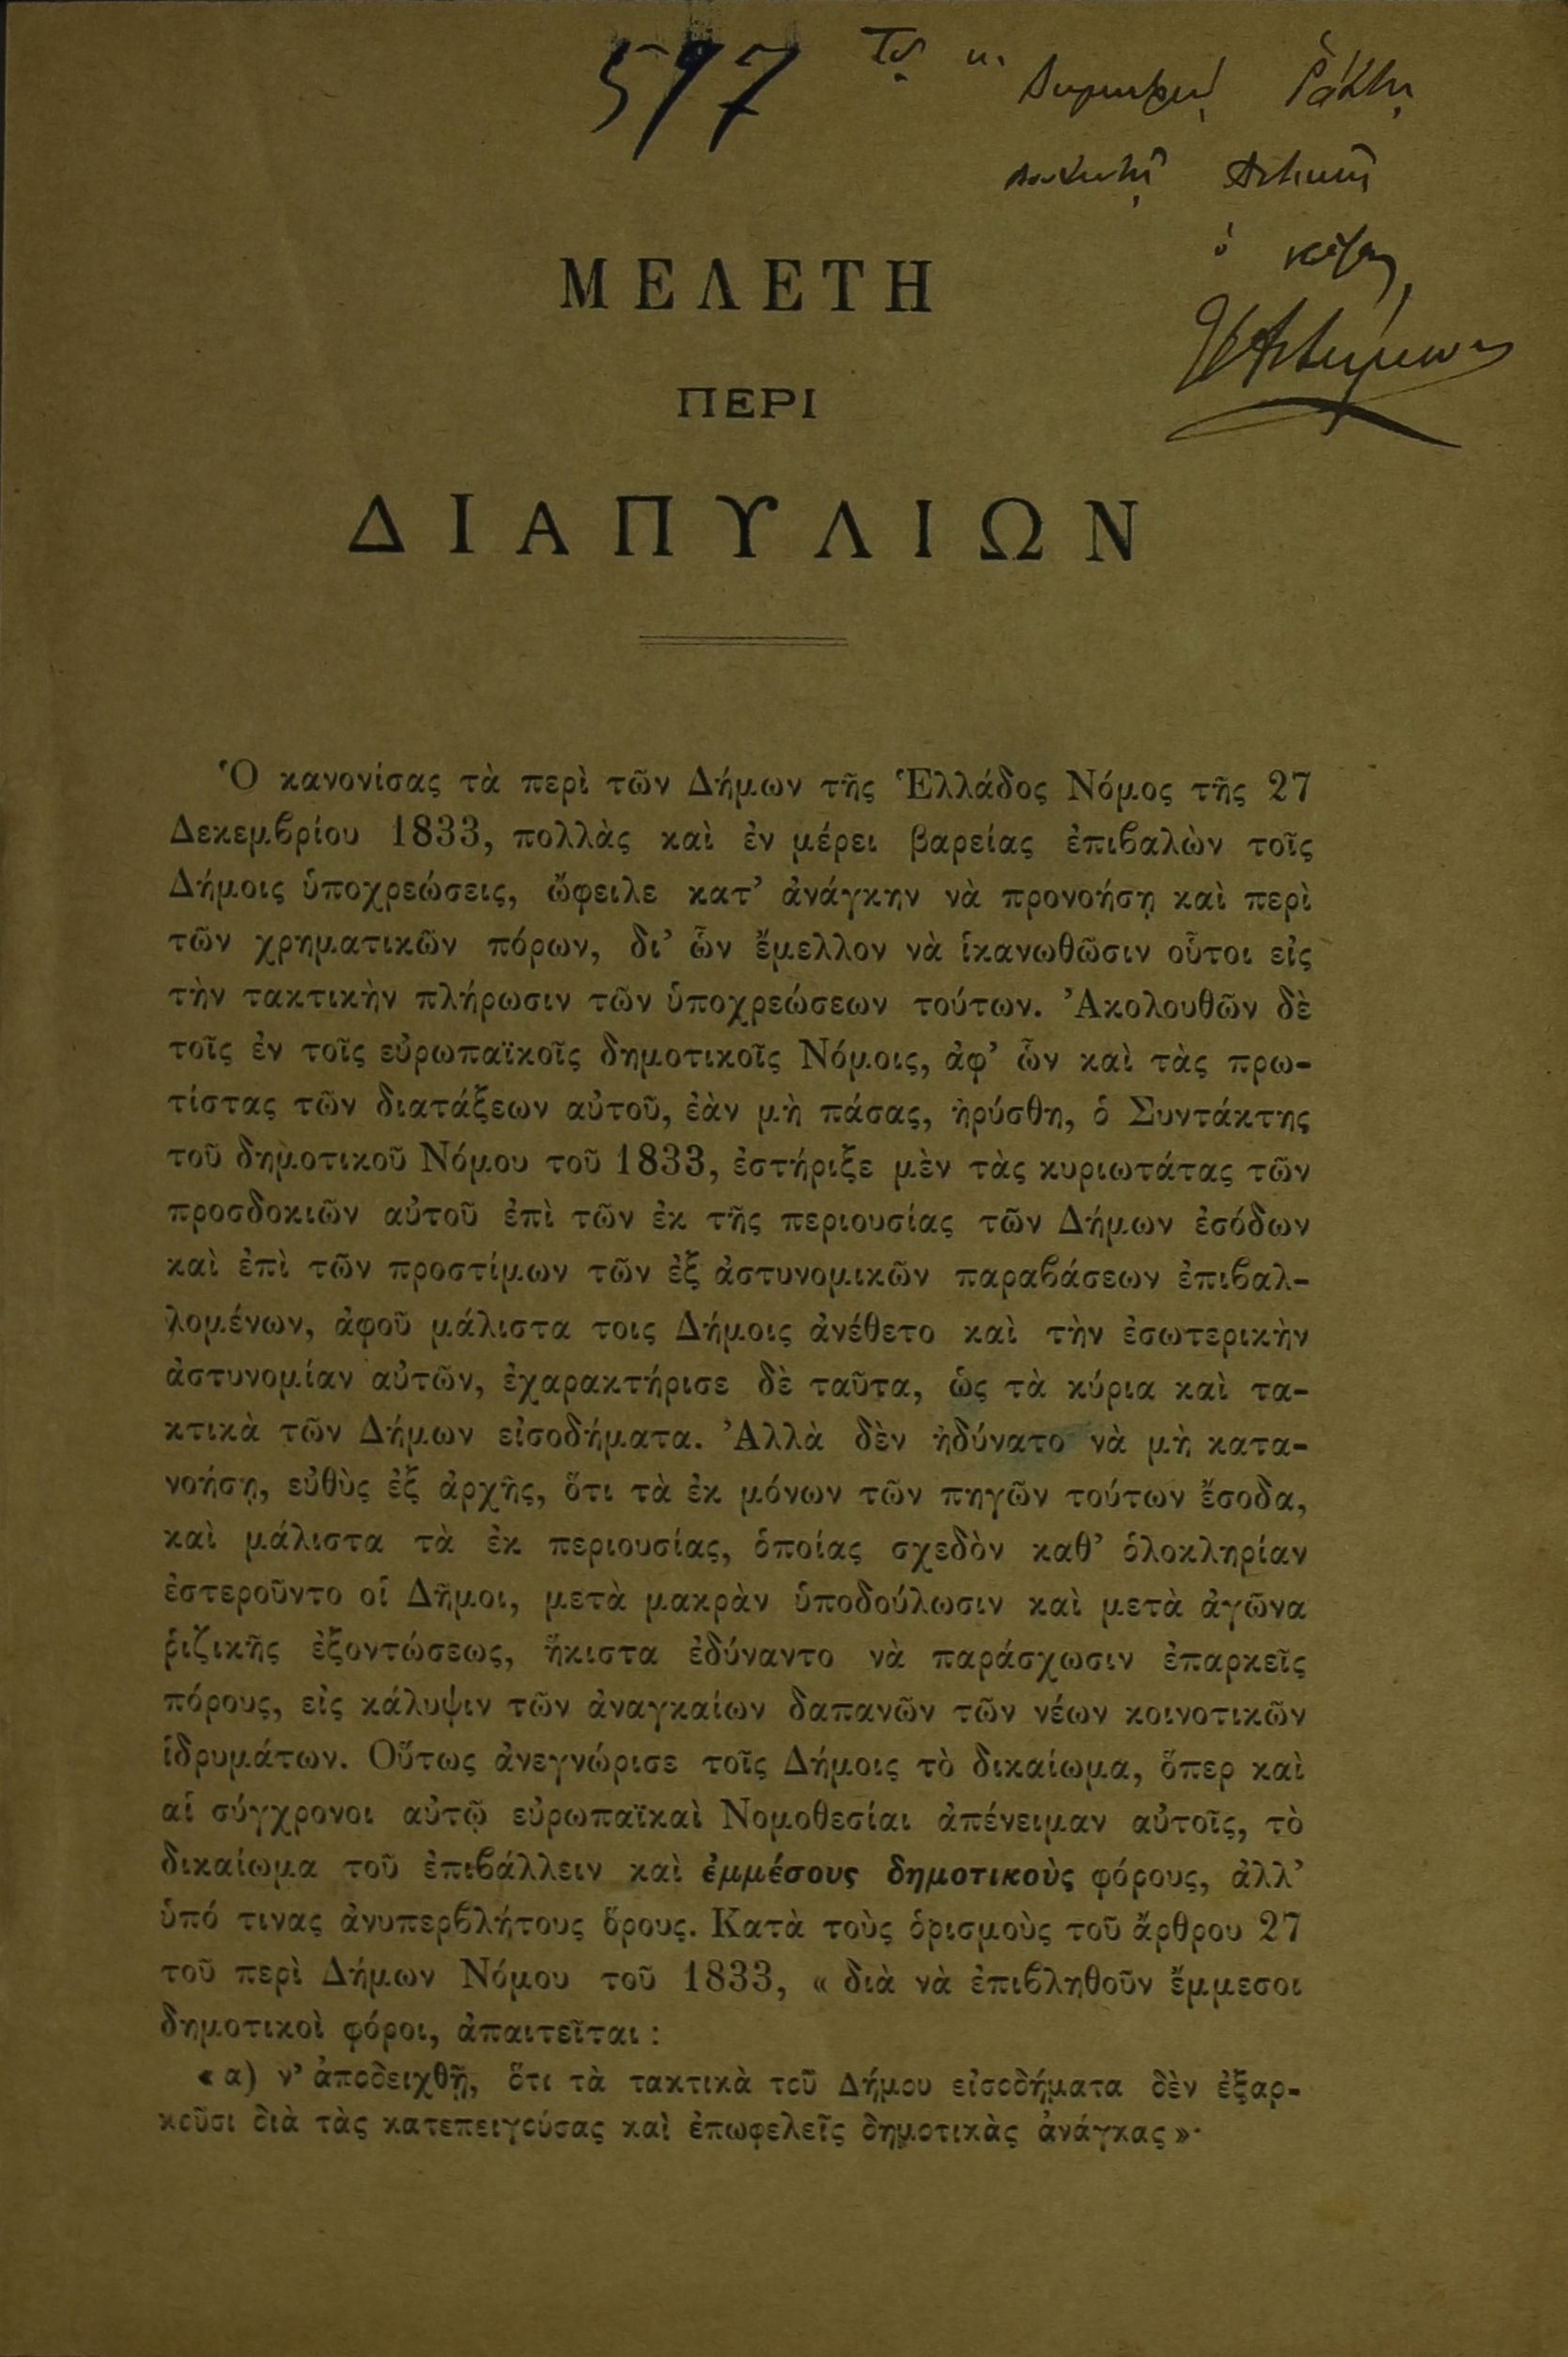 597
Τῷ κ.
ΜΕΛΕΤΗ
ΠΕΡΙ
ΔΙΑΠΥΛΙΩΝ
Ὁ κανονίσας τὰ περὶ τῶν Δήμων τῆς Ἑλλάδος Νόμος τῆς 27
Δεκεμβρίου 1833, πολλὰς καὶ ἐν μέρει βαρείας ἐπιβαλὼν τοῖς
Δήμοις ὑποχρεώσεις, ὤφειλε κατ’ ἀνάγκην νὰ προνοήσῃ καὶ περὶ
τῶν χρηματικῶν πόρων, δι’ ὧν ἔμελλον νὰ ἱκανωθῶσιν οὗτοι εἰς
τὴν τακτικὴν πλήρωσιν τῶν ὑποχρεώσεων τούτων. Ἀκολουθῶν δὲ
τοῖς ἐν τοῖς εὐρωπαϊκοῖς δημοτικοῖς Νόμοις, ἀφ’ ὧν καὶ τὰς πρω-
τίστας τῶν διατάξεων αὐτοῦ, ἐὰν μὴ πάσας, ἠρύσθη, ὁ Συντάκτης
τοῦ δημοτικοῦ Νόμου τοῦ 1833, ἐστήριξε μὲν τὰς κυριωτάτας τῶν
προσδοκιῶν αὐτοῦ ἐπὶ τῶν ἐκ τῆς περιουσίας τῶν Δήμων ἐσόδων
καὶ ἐπὶ τῶν προστίμων τῶν ἐξ ἀστυνομικῶν παραβάσεων ἐπιβαλ-
λομένων, ἀφοῦ μάλιστα τοις Δήμοις ἀνέθετο καὶ τὴν ἐσωτερικὴν
ἀστυνομίαν αὐτῶν, ἐχαρακτήρισε δὲ ταῦτα, ὡς τὰ κύρια καὶ τα-
κτικὰ τῶν Δήμων εἰσοδήματα. Ἀλλὰ δὲν ἠδύνατο νὰ μὴ κατα-
νοήσῃ, εὐθὺς ἐξ ἀρχῆς, ὅτι τὰ ἐκ μόνων τῶν πηγῶν τούτων ἔσοδα,
καὶ μάλιστα τὰ ἐκ περιουσίας, ὁποίας σχεδὸν καθ’ ὁλοκληρίαν
ἐστεροῦντο οἱ Δῆμοι, μετὰ μακρὰν ὑποδούλωσιν καὶ μετὰ ἀγῶνα
ῥιζικῆς ἐξοντώσεως, ἥκιστα ἐδύναντο νὰ παράσχωσιν ἐπαρκεῖς
πόρους, εἰς κάλυψιν τῶν ἀναγκαίων δαπανῶν τῶν νέων κοινοτικῶν
ἱδρυμάτων. Οὕτως ἀνεγνώρισε τοῖς Δήμοις τὸ δικαίωμα, ὅπερ καὶ
αἱ σύγχρονοι αὐτῷ εὐρωπαϊκαὶ Νομοθεσίαι ἀπένειμαν αὐτοῖς, τὸ
δικαίωμα τοῦ ἐπιβάλλειν καὶ ἐμμέσους δημοτικοὺς φόρους, ἀλλ’
ὑπό τινας ἀνυπερβλήτους ὅρους. Κατὰ τοὺς ὁρισμοὺς τοῦ ἄρθρου 27
τοῦ περὶ Δήμων Νόμου τοῦ 1833, « διὰ νὰ ἐπιβληθοῦν ἔμμεσοι
δημοτικοὶ φόροι, ἀπαιτεῖται :
« α) ν’ ἀποδειχθῇ, ὅτι τὰ τακτικὰ τοῦ Δήμου εἰσοδήματα δὲν ἐξαρ-
κοῦσι διὰ τὰς κατεπειγούσας καὶ ἐπωφελεῖς δημοτικὰς ἀνάγκας »·